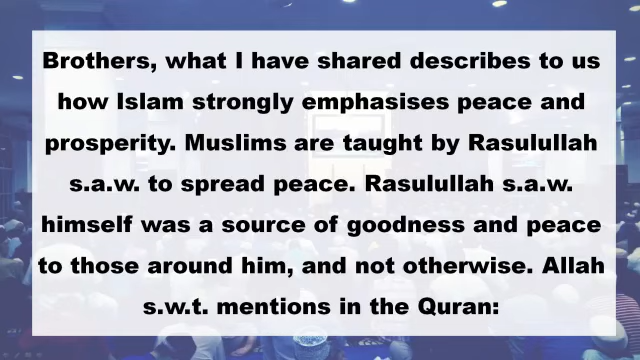 Brothers, what I have shared describes to us
how Islam strongly emphasises peace and
prosperity. Muslims are taught by Rasulullah
s.a.w. to spread peace. Rasulullah s.a.w.
himself was a source of goodness and peace
to those around him, and not otherwise. Allah
s.w.t. mentions in the Quran: